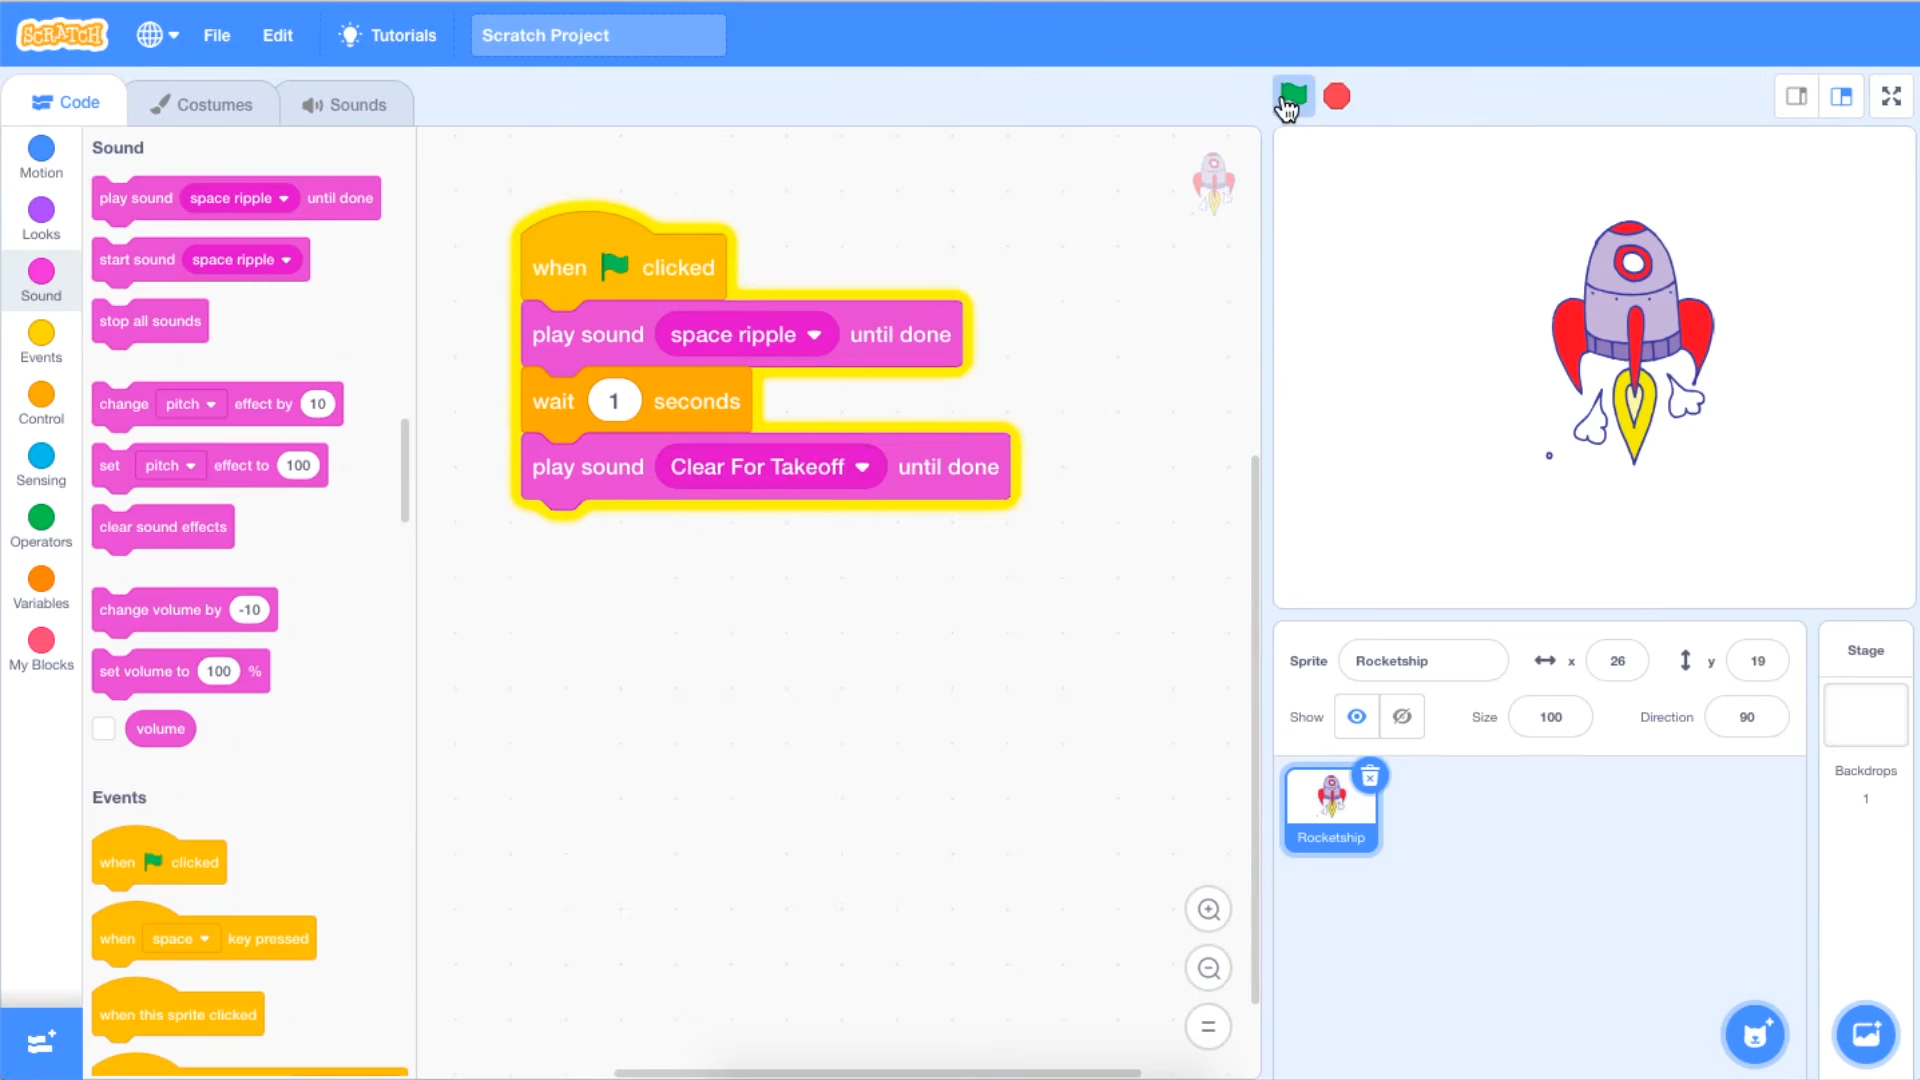 SCRATCH File Edit Tutorials Scratch Project
Code Costumes Sounds
Motion
Looks
Sound
Events
Control
Sensing
Operators
Variables
My Blocks
Sound
play sound space ripple until done
start sound space ripple
stop all sounds
change pitch effect by 10
set pitch effect to 100
clear sound effects
change volume by -10
set volume to 100 %
volume
Events
when clicked
when space key pressed
when this sprite clicked
when clicked
play sound space ripple until done
wait 1 seconds
play sound Clear For Takeoff until done
Sprite Rocketship x 26 y 19
Show Size 100 Direction 90
Rocketship
Stage
Backdrops
1